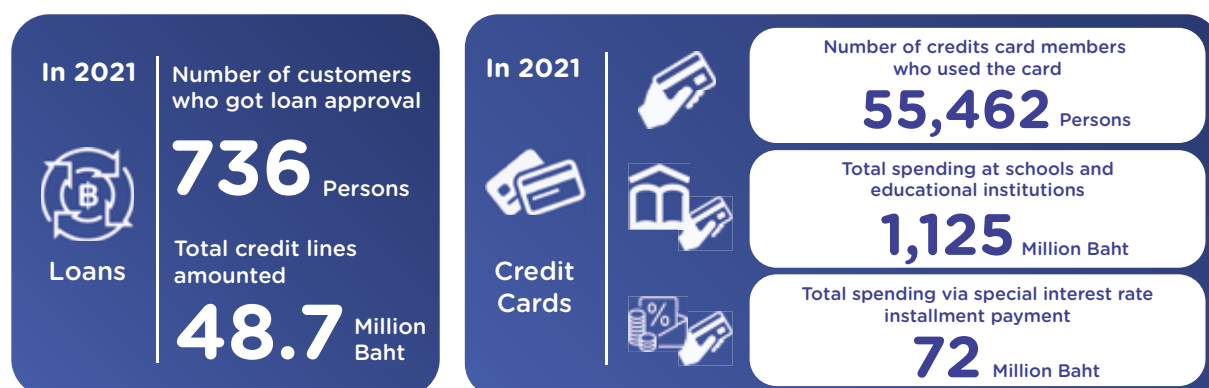 In 2021
Loans
Number of customers
who got loan approval
736 Persons
Total credit lines
amounted
48.7 Million
Baht
In 2021
Credit
Cards
Number of credits card members
who used the card
55,462 Persons
Total spending at schools and
educational institutions
1,125 Million Baht
%
Total spending via special interest rate
installment payment
72 Million Baht